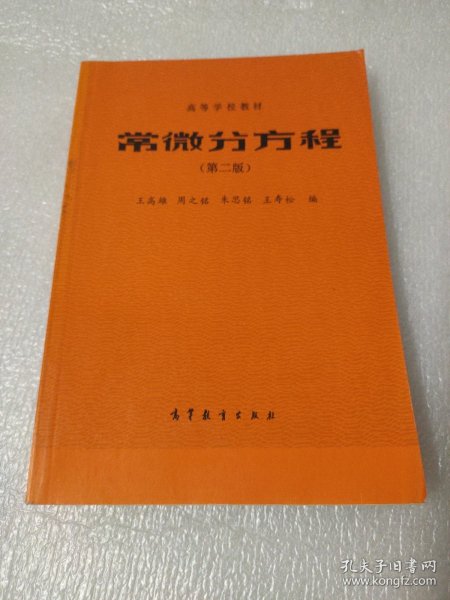 高等学校教材
常微分方程
(第二版)
王高雄 周之铭 朱思铭 王寿松 编
高等教育出版社
孔夫子旧书网
www.kongfz.com